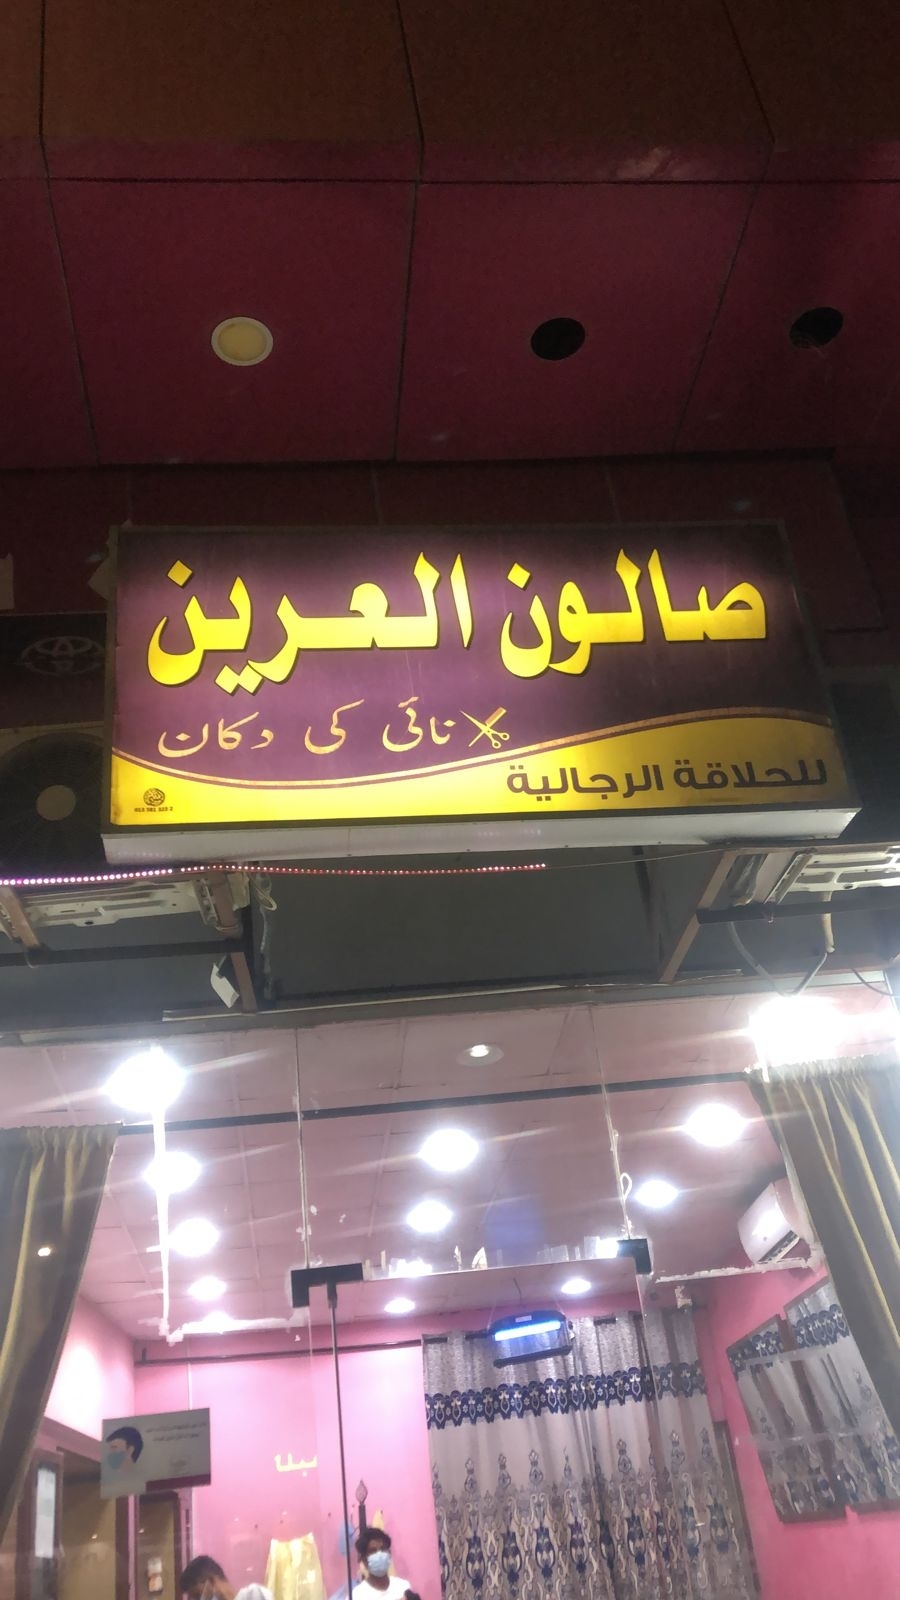 صالون العرين
نائی کی دکان
للحلاقة الرجالية